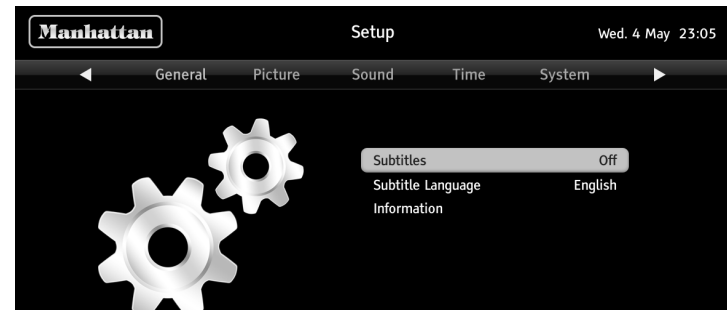 Manhattan Setup Wed. 4 May 23:05
General Picture Sound Time System
Subtitles Off
Subtitle Language English
Information